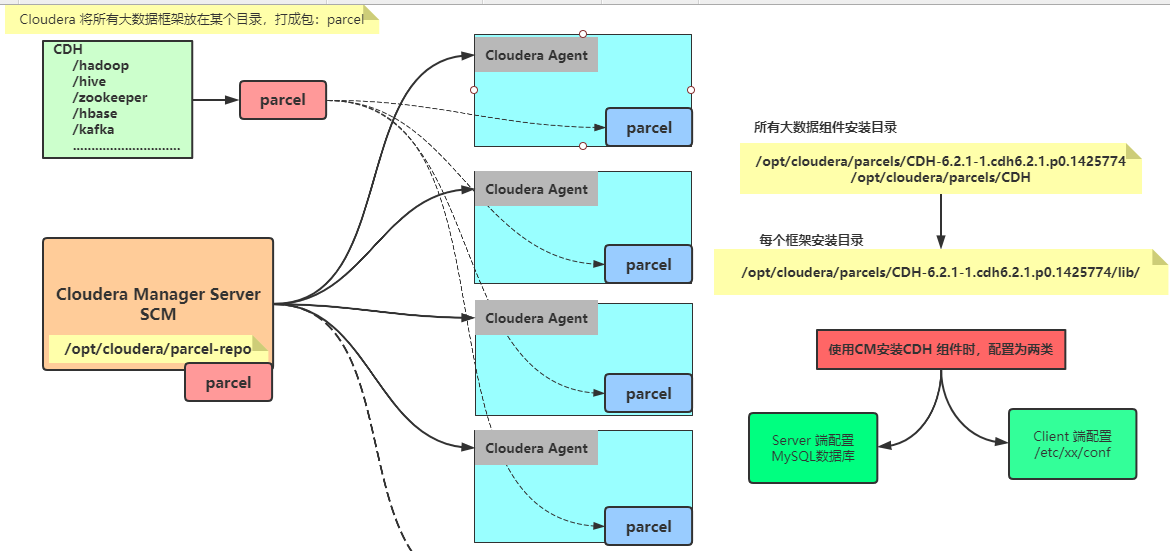 Cloudera 将所有大数据框架放在某个目录，打成包：parcel
CDH
/hadoop
/hive
/zookeeper
/hbase
/kafka
................................
parcel
Cloudera Manager Server
SCM
/opt/cloudera/parcel-repo
parcel
Cloudera Agent
parcel
Cloudera Agent
parcel
Cloudera Agent
parcel
Cloudera Agent
parcel
所有大数据组件安装目录
/opt/cloudera/parcels/CDH-6.2.1-1.cdh6.2.1.p0.1425774
/opt/cloudera/parcels/CDH
每个框架安装目录
/opt/cloudera/parcels/CDH-6.2.1-1.cdh6.2.1.p0.1425774/lib/
使用CM安装CDH 组件时，配置为两类
Server 端配置
MySQL数据库
Client 端配置
/etc/xx/conf